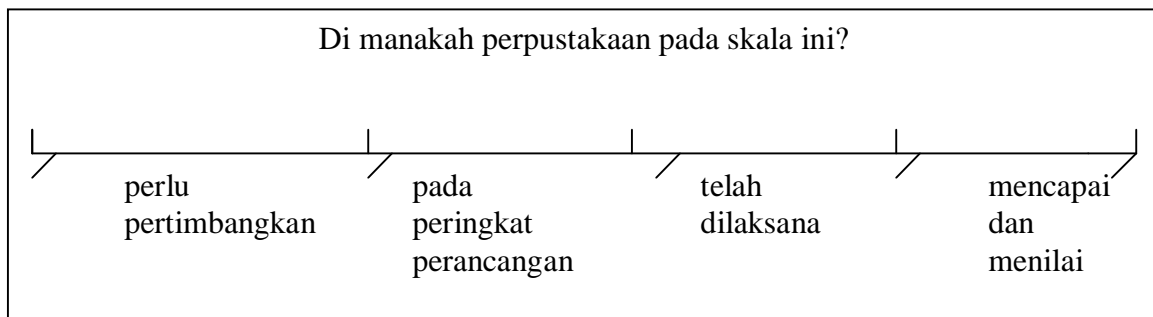 Di manakah perpustakaan pada skala ini?
perlu
pertimbangkan
pada
peringkat
perancangan
telah
dilaksana
mencapai
dan
menilai